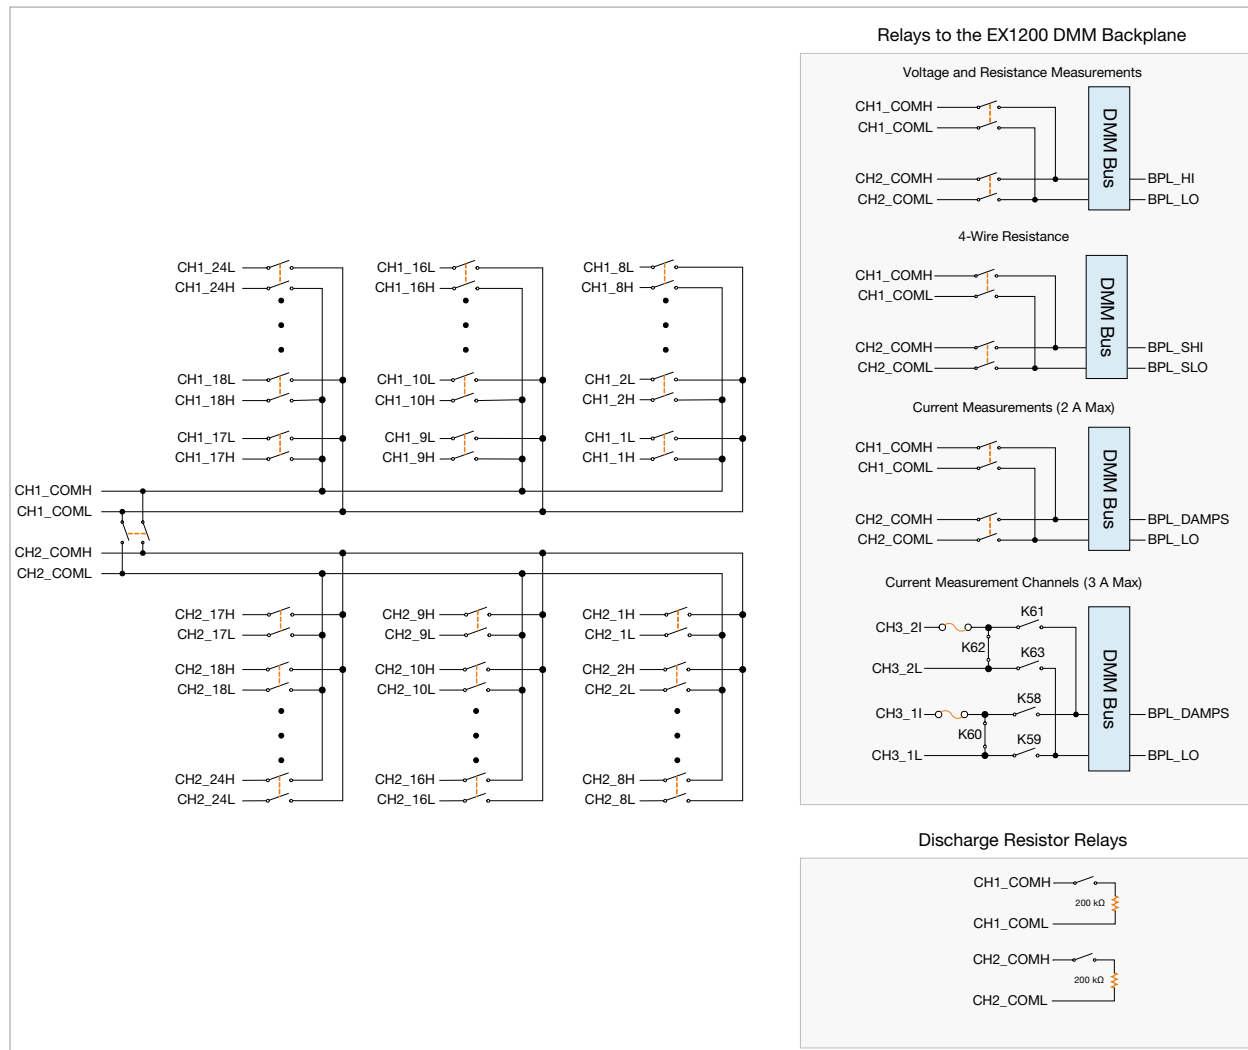 Relays to the EX1200 DMM Backplane
Voltage and Resistance Measurements
CH1_COMH
CH1_COML
CH2_COMH
CH2_COML
DMM Bus
BPL_HI
BPL_LO
4-Wire Resistance
CH1_COMH
CH1_COML
CH2_COMH
CH2_COML
DMM Bus
BPL_SHI
BPL_SLO
Current Measurements (2 A Max)
CH1_COMH
CH1_COML
CH2_COMH
CH2_COML
DMM Bus
BPL_DAMPS
BPL_LO
Current Measurement Channels (3 A Max)
CH3_2I
K61
K62
K63
CH3_2L
CH3_1I
K58
K60
K59
CH3_1L
DMM Bus
BPL_DAMPS
BPL_LO
Discharge Resistor Relays
CH1_COMH
200 kΩ
CH1_COML
CH2_COMH
200 kΩ
CH2_COML
CH1_24L
CH1_24H
CH1_18L
CH1_18H
CH1_17L
CH1_17H
CH1_16L
CH1_16H
CH1_10L
CH1_10H
CH1_9L
CH1_9H
CH1_8L
CH1_8H
CH1_2L
CH1_2H
CH1_1L
CH1_1H
CH1_COMH
CH1_COML
CH2_COMH
CH2_COML
CH2_17H
CH2_17L
CH2_18H
CH2_18L
CH2_24H
CH2_24L
CH2_9H
CH2_9L
CH2_10H
CH2_10L
CH2_16H
CH2_16L
CH2_1H
CH2_1L
CH2_2H
CH2_2L
CH2_8H
CH2_8L